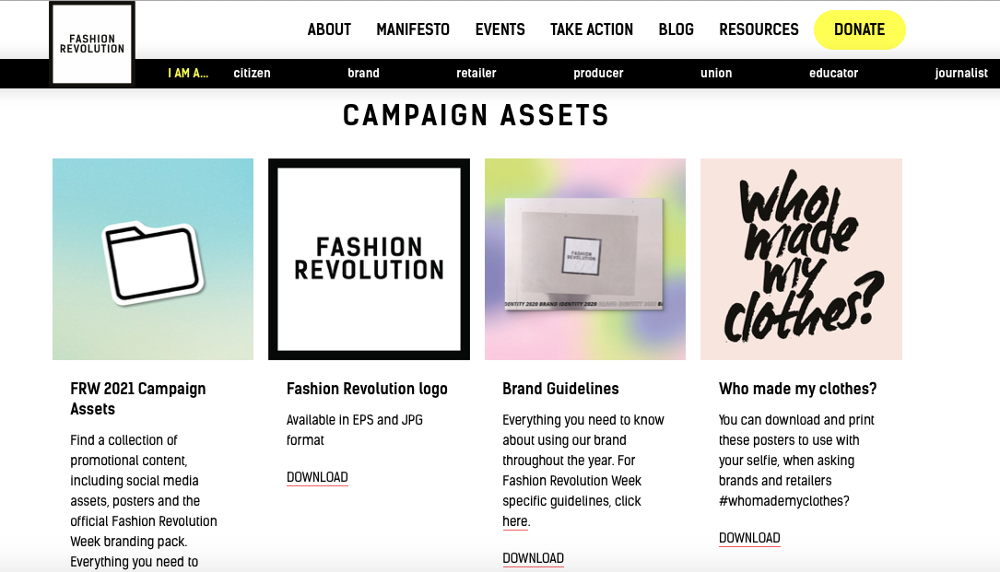 FASHION
REVOLUTION
ABOUT MANIFESTO EVENTS TAKE ACTION BLOG RESOURCES DONATE
I AM A... citizen brand retailer producer union educator journalist
CAMPAIGN ASSETS
FASHION
REVOLUTION
FASHION
REVOLUTION
IDENTITY 2020 BRAND IDENTITY 2020 BRAND IDENTITY 2020
who
made
my
clothes?
FRW 2021 Campaign
Assets
Find a collection of
promotional content,
including social media
assets, posters and the
official Fashion Revolution
Week branding pack.
Everything you need to
Fashion Revolution logo
Available in EPS and JPG
format
DOWNLOAD
Brand Guidelines
Everything you need to know
about using our brand
throughout the year. For
Fashion Revolution Week
specific guidelines, click
here.
DOWNLOAD
Who made my clothes?
You can download and print
these posters to use with
your selfie, when asking
brands and retailers
#whomademyclothes?
DOWNLOAD